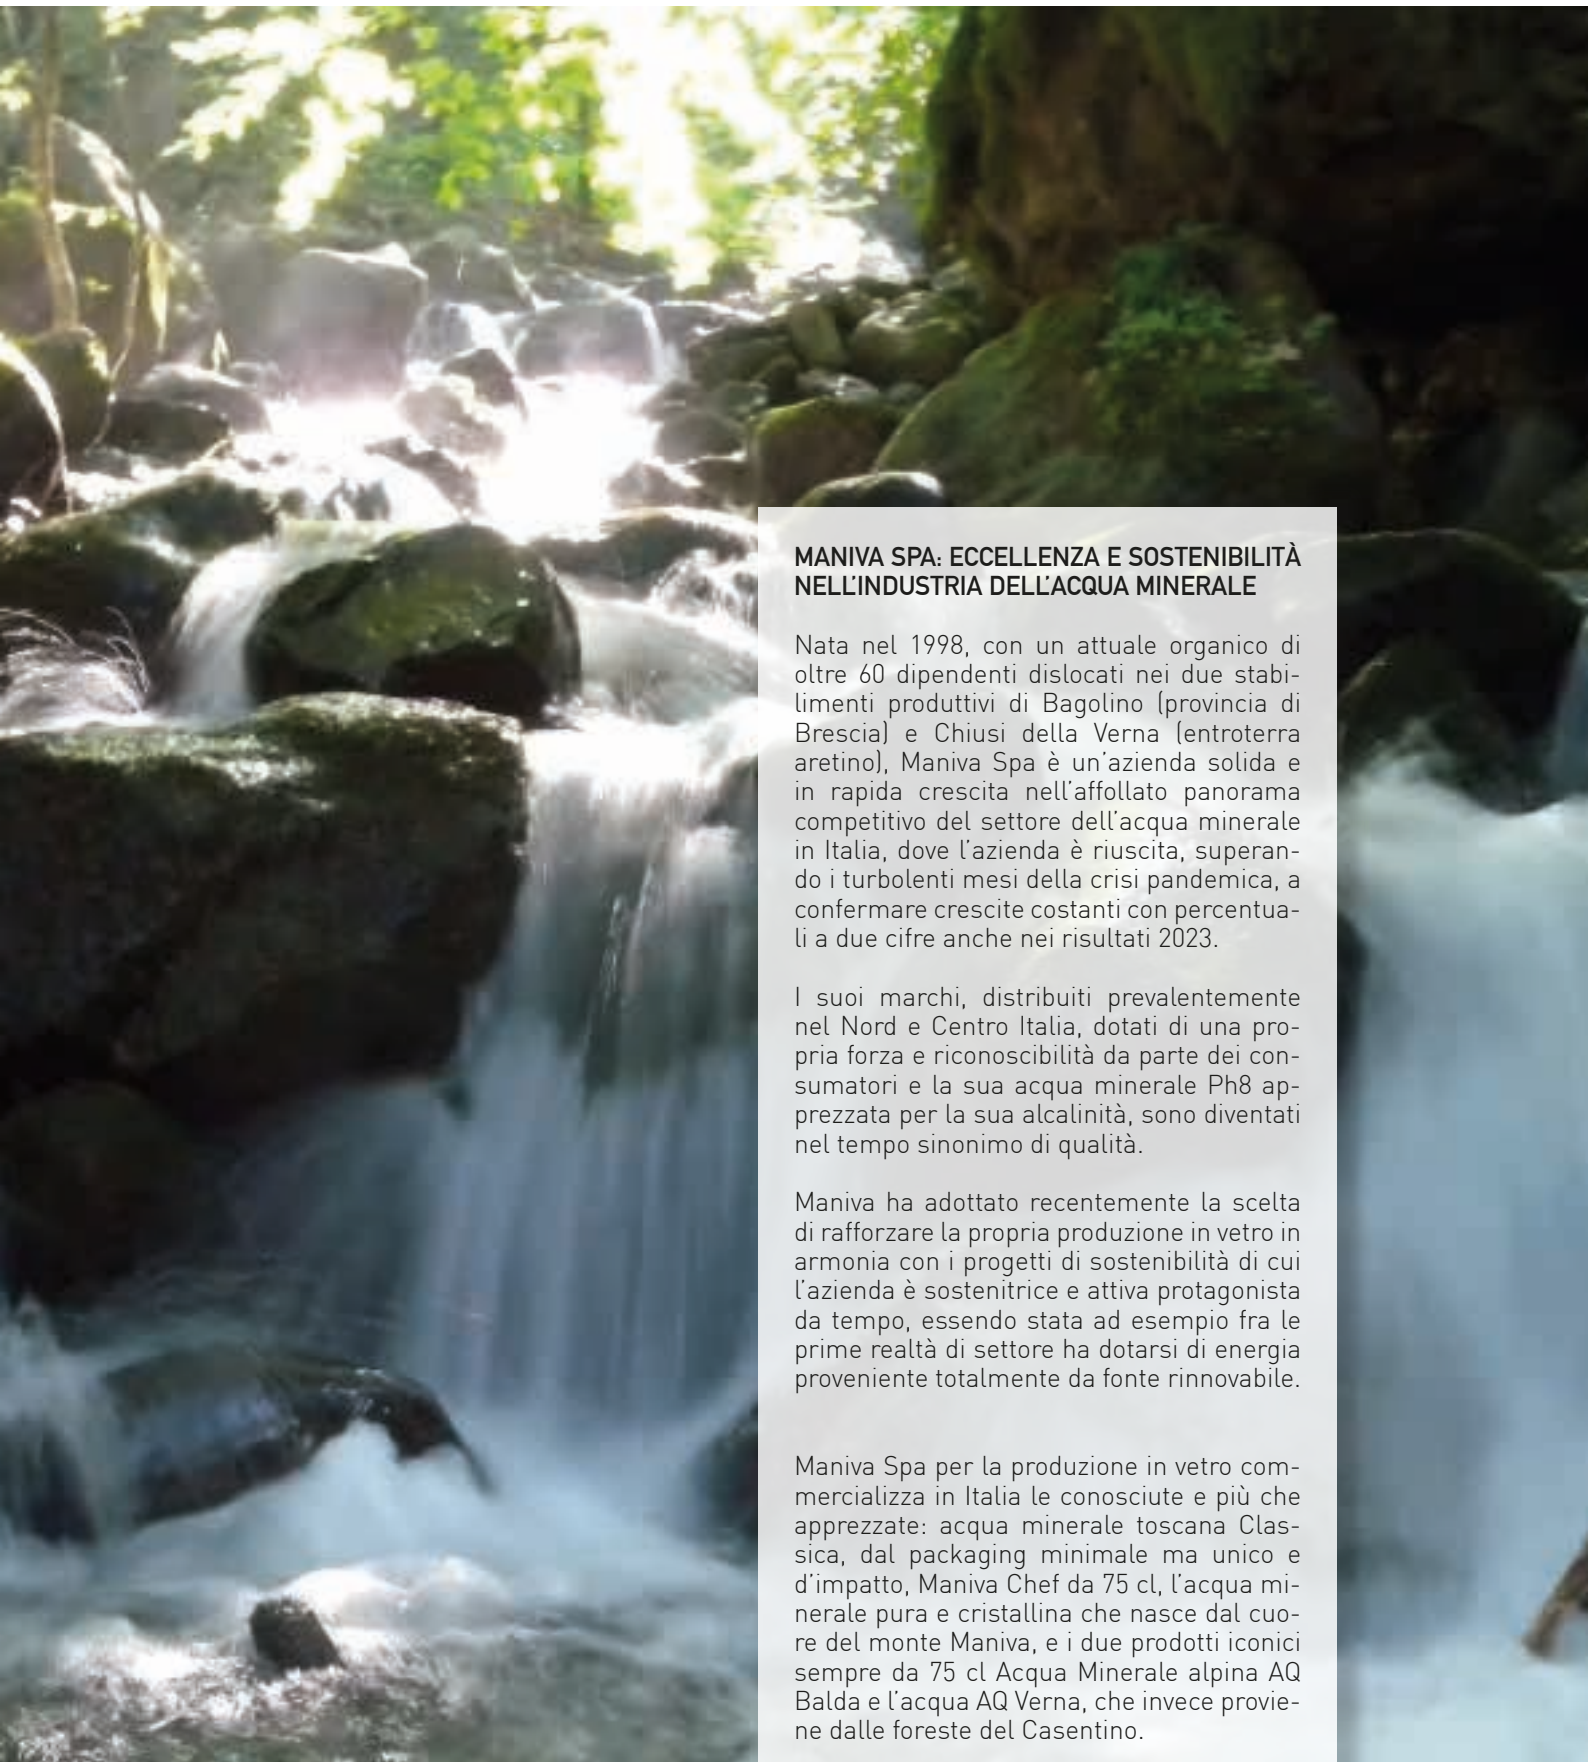 MANIVA SPA: ECCELLENZA E SOSTENIBILITÀ
NELL'INDUSTRIA DELL'ACQUA MINERALE
Nata nel 1998, con un attuale organico di
oltre 60 dipendenti dislocati nei due stabi-
limenti produttivi di Bagolino (provincia di
Brescia) e Chiusi della Verna (entroterra
aretino), Maniva Spa è un'azienda solida e
in rapida crescita nell'affollato panorama
competitivo del settore dell'acqua minerale
in Italia, dove l'azienda è riuscita, superan-
do i turbolenti mesi della crisi pandemica, a
confermare crescite costanti con percentua-
li a due cifre anche nei risultati 2023.
I suoi marchi, distribuiti prevalentemente
nel Nord e Centro Italia, dotati di una pro-
pria forza e riconoscibilità da parte dei con-
sumatori e la sua acqua minerale Ph8 ap-
prezzata per la sua alcalinità, sono diventati
nel tempo sinonimo di qualità.
Maniva ha adottato recentemente la scelta
di rafforzare la propria produzione in vetro in
armonia con i progetti di sostenibilità di cui
l'azienda è sostenitrice e attiva protagonista
da tempo, essendo stata ad esempio fra le
prime realtà di settore ha dotarsi di energia
proveniente totalmente da fonte rinnovabile.
Maniva Spa per la produzione in vetro com-
mercializza in Italia le conosciute e più che
apprezzate: acqua minerale toscana Clas-
sica, dal packaging minimale ma unico e
d'impatto, Maniva Chef da 75 cl, l'acqua mi-
nerale pura e cristallina che nasce dal cuo-
re del monte Maniva, e i due prodotti iconici
sempre da 75 cl Acqua Minerale alpina AQ
Balda e l'acqua AQ Verna, che invece provie-
ne dalle foreste del Casentino.